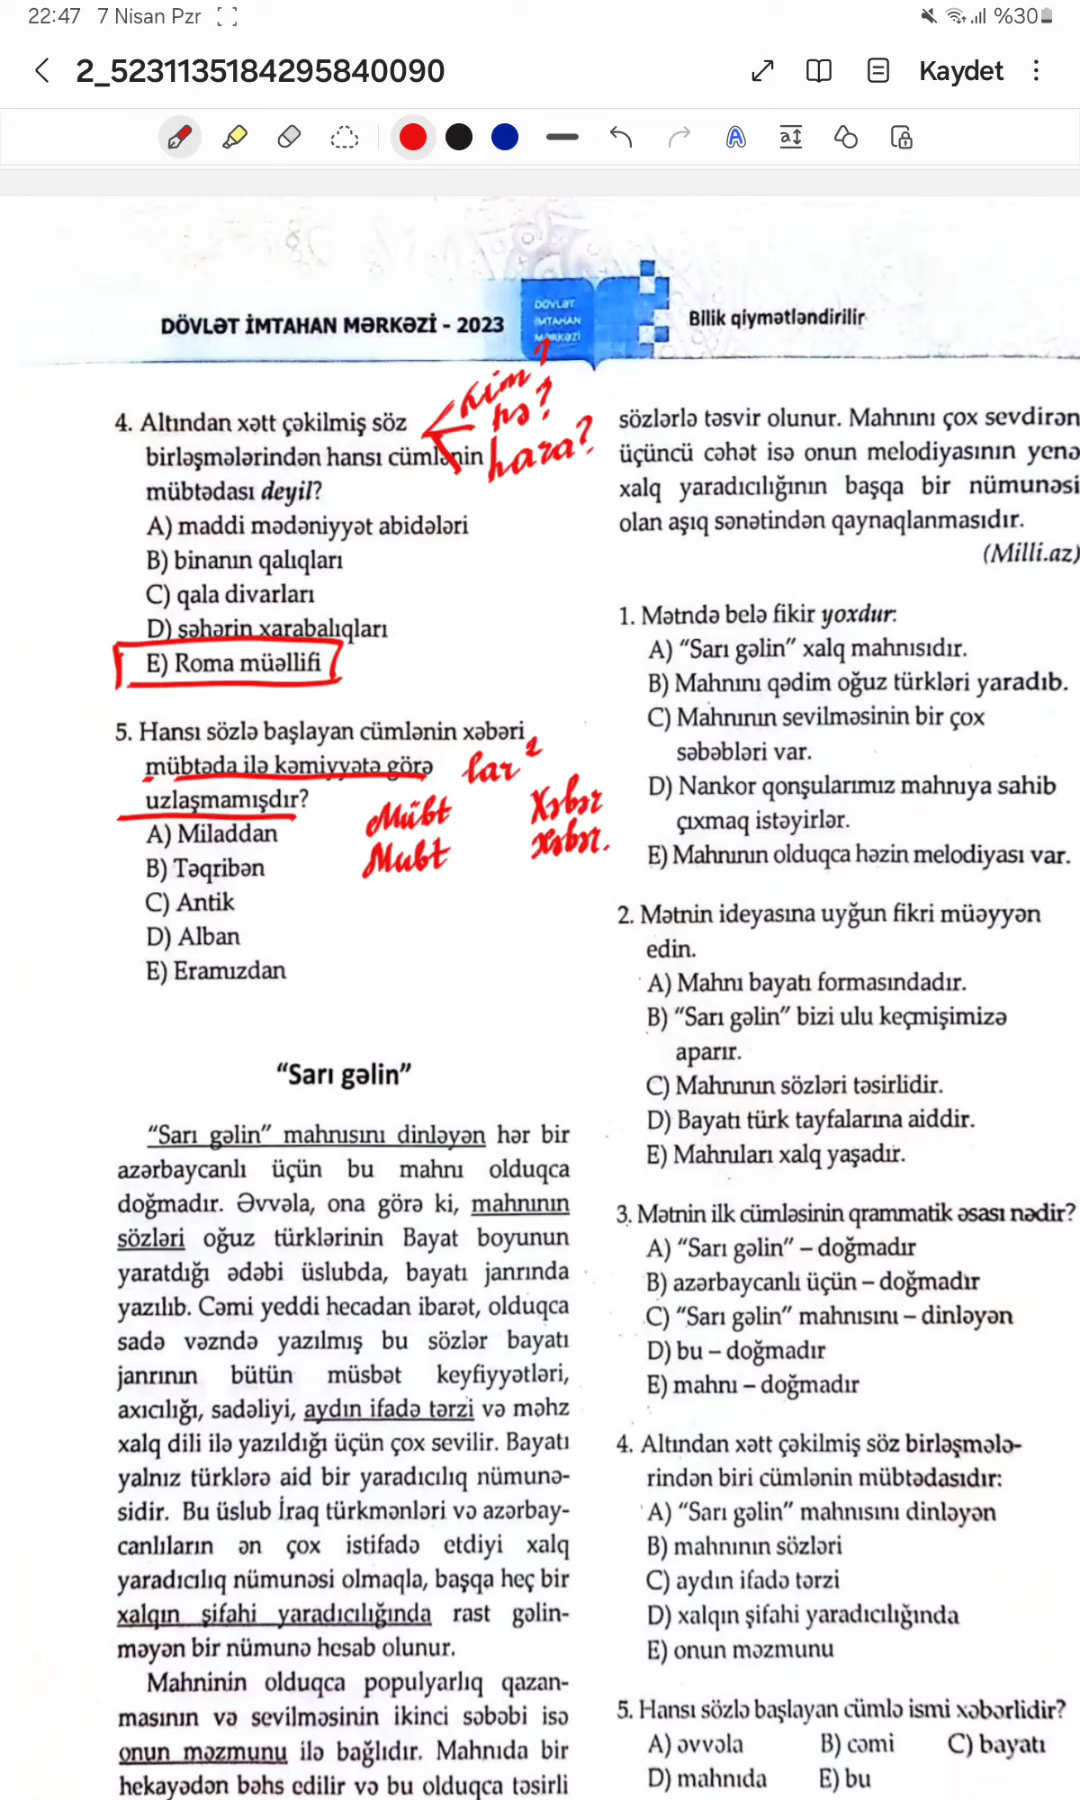 22:47 7 Nisan Pzr
%30
2_5231135184295840090
Kaydet
DÖVLƏT İMTAHAN MƏRKƏZİ - 2023
DÖVLƏT
İMTAHAN
MƏRKƏZİ
Bilik qiymətləndirilir
kim?
nə?
hara?
4. Altından xətt çəkilmiş söz
birləşmələrindən hansı cümlənin
mübtədası deyil?
A) maddi mədəniyyət abidələri
B) binanın qalıqları
C) qala divarları
D) şəhərin xarabalıqları
E) Roma müəllifi
5. Hansı sözlə başlayan cümlənin xəbəri
mübtəda ilə kəmiyyətə görə
uzlaşmamışdır?
lar²
Mübt Xəbər
Mubt xəbər.
A) Miladdan
B) Təqribən
C) Antik
D) Alban
E) Eramızdan
“Sarı gəlin”
“Sarı gəlin” mahnısını dinləyən hər bir
azərbaycanlı üçün bu mahnı olduqca
doğmadır. Əvvəla, ona görə ki, mahnının
sözləri oğuz türklərinin Bayat boyunun
yaratdığı ədəbi üslubda, bayatı janrında
yazılıb. Cəmi yeddi hecadan ibarət, olduqca
sadə vəzndə yazılmış bu sözlər bayatı
janrının bütün müsbət keyfiyyətləri,
axıcılığı, sadəliyi, aydın ifadə tərzi və məhz
xalq dili ilə yazıldığı üçün çox sevilir. Bayatı
yalnız türklərə aid bir yaradıcılıq nümunə-
sidir. Bu üslub İraq türkmənləri və azərbay-
canlıların ən çox istifadə etdiyi xalq
yaradıcılıq nümunəsi olmaqla, başqa heç bir
xalqın şifahi yaradıcılığında rast gəlin-
məyən bir nümunə hesab olunur.
Mahninin olduqca populyarlıq qazan-
masının və sevilməsinin ikinci səbəbi isə
onun məzmunu ilə bağlıdır. Mahnıda bir
hekayədən bəhs edilir və bu olduqca təsirli
sözlərlə təsvir olunur. Mahnını çox sevdirən
üçüncü cəhət isə onun melodiyasının yenə
xalq yaradıcılığının başqa bir nümunəsi
olan aşıq sənətindən qaynaqlanmasıdır.
(Milli.az)
1. Mətndə belə fikir yoxdur:
A) “Sarı gəlin” xalq mahnısıdır.
B) Mahnını qədim oğuz türkləri yaradıb.
C) Mahnının sevilməsinin bir çox
səbəbləri var.
D) Nankor qonşularımız mahnıya sahib
çıxmaq istəyirlər.
E) Mahnının olduqca həzin melodiyası var.
2. Mətnin ideyasına uyğun fikri müəyyən
edin.
A) Mahnı bayatı formasındadır.
B) “Sarı gəlin” bizi ulu keçmişimizə
aparır.
C) Mahnının sözləri təsirlidir.
D) Bayatı türk tayfalarına aiddir.
E) Mahnıları xalq yaşadır.
3. Mətnin ilk cümləsinin qrammatik əsası nədir?
A) “Sarı gəlin” – doğmadır
B) azərbaycanlı üçün – doğmadır
C) “Sarı gəlin” mahnısını – dinləyən
D) bu – doğmadır
E) mahnı – doğmadır
4. Altından xətt çəkilmiş söz birləşmələ-
rindən biri cümlənin mübtədasıdır:
A) “Sarı gəlin” mahnısını dinləyən
B) mahnının sözləri
C) aydın ifadə tərzi
D) xalqın şifahi yaradıcılığında
E) onun məzmunu
5. Hansı sözlə başlayan cümlə ismi xəbərlidir?
A) əvvəla B) cəmi C) bayatı
D) mahnıda E) bu